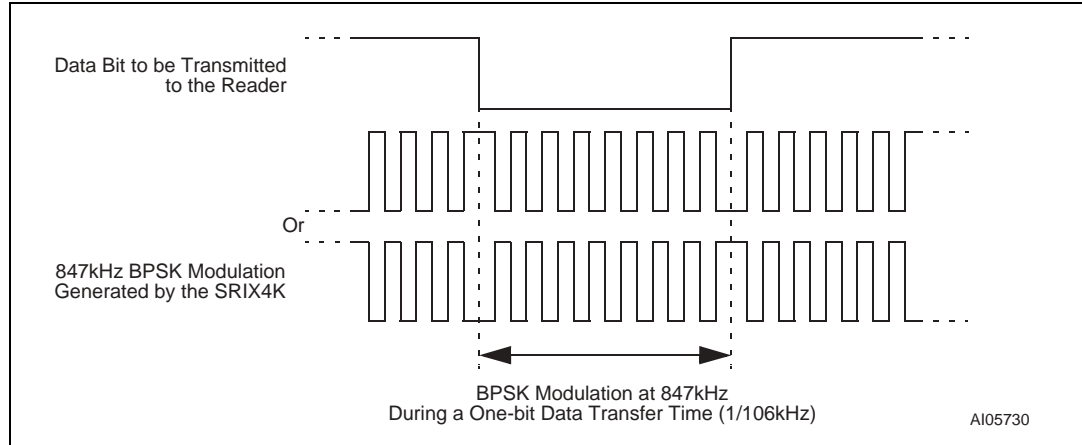 Data Bit to be Transmitted
to the Reader
Or
847kHz BPSK Modulation
Generated by the SRIX4K
BPSK Modulation at 847kHz
During a One-bit Data Transfer Time (1/106kHz)
AI05730